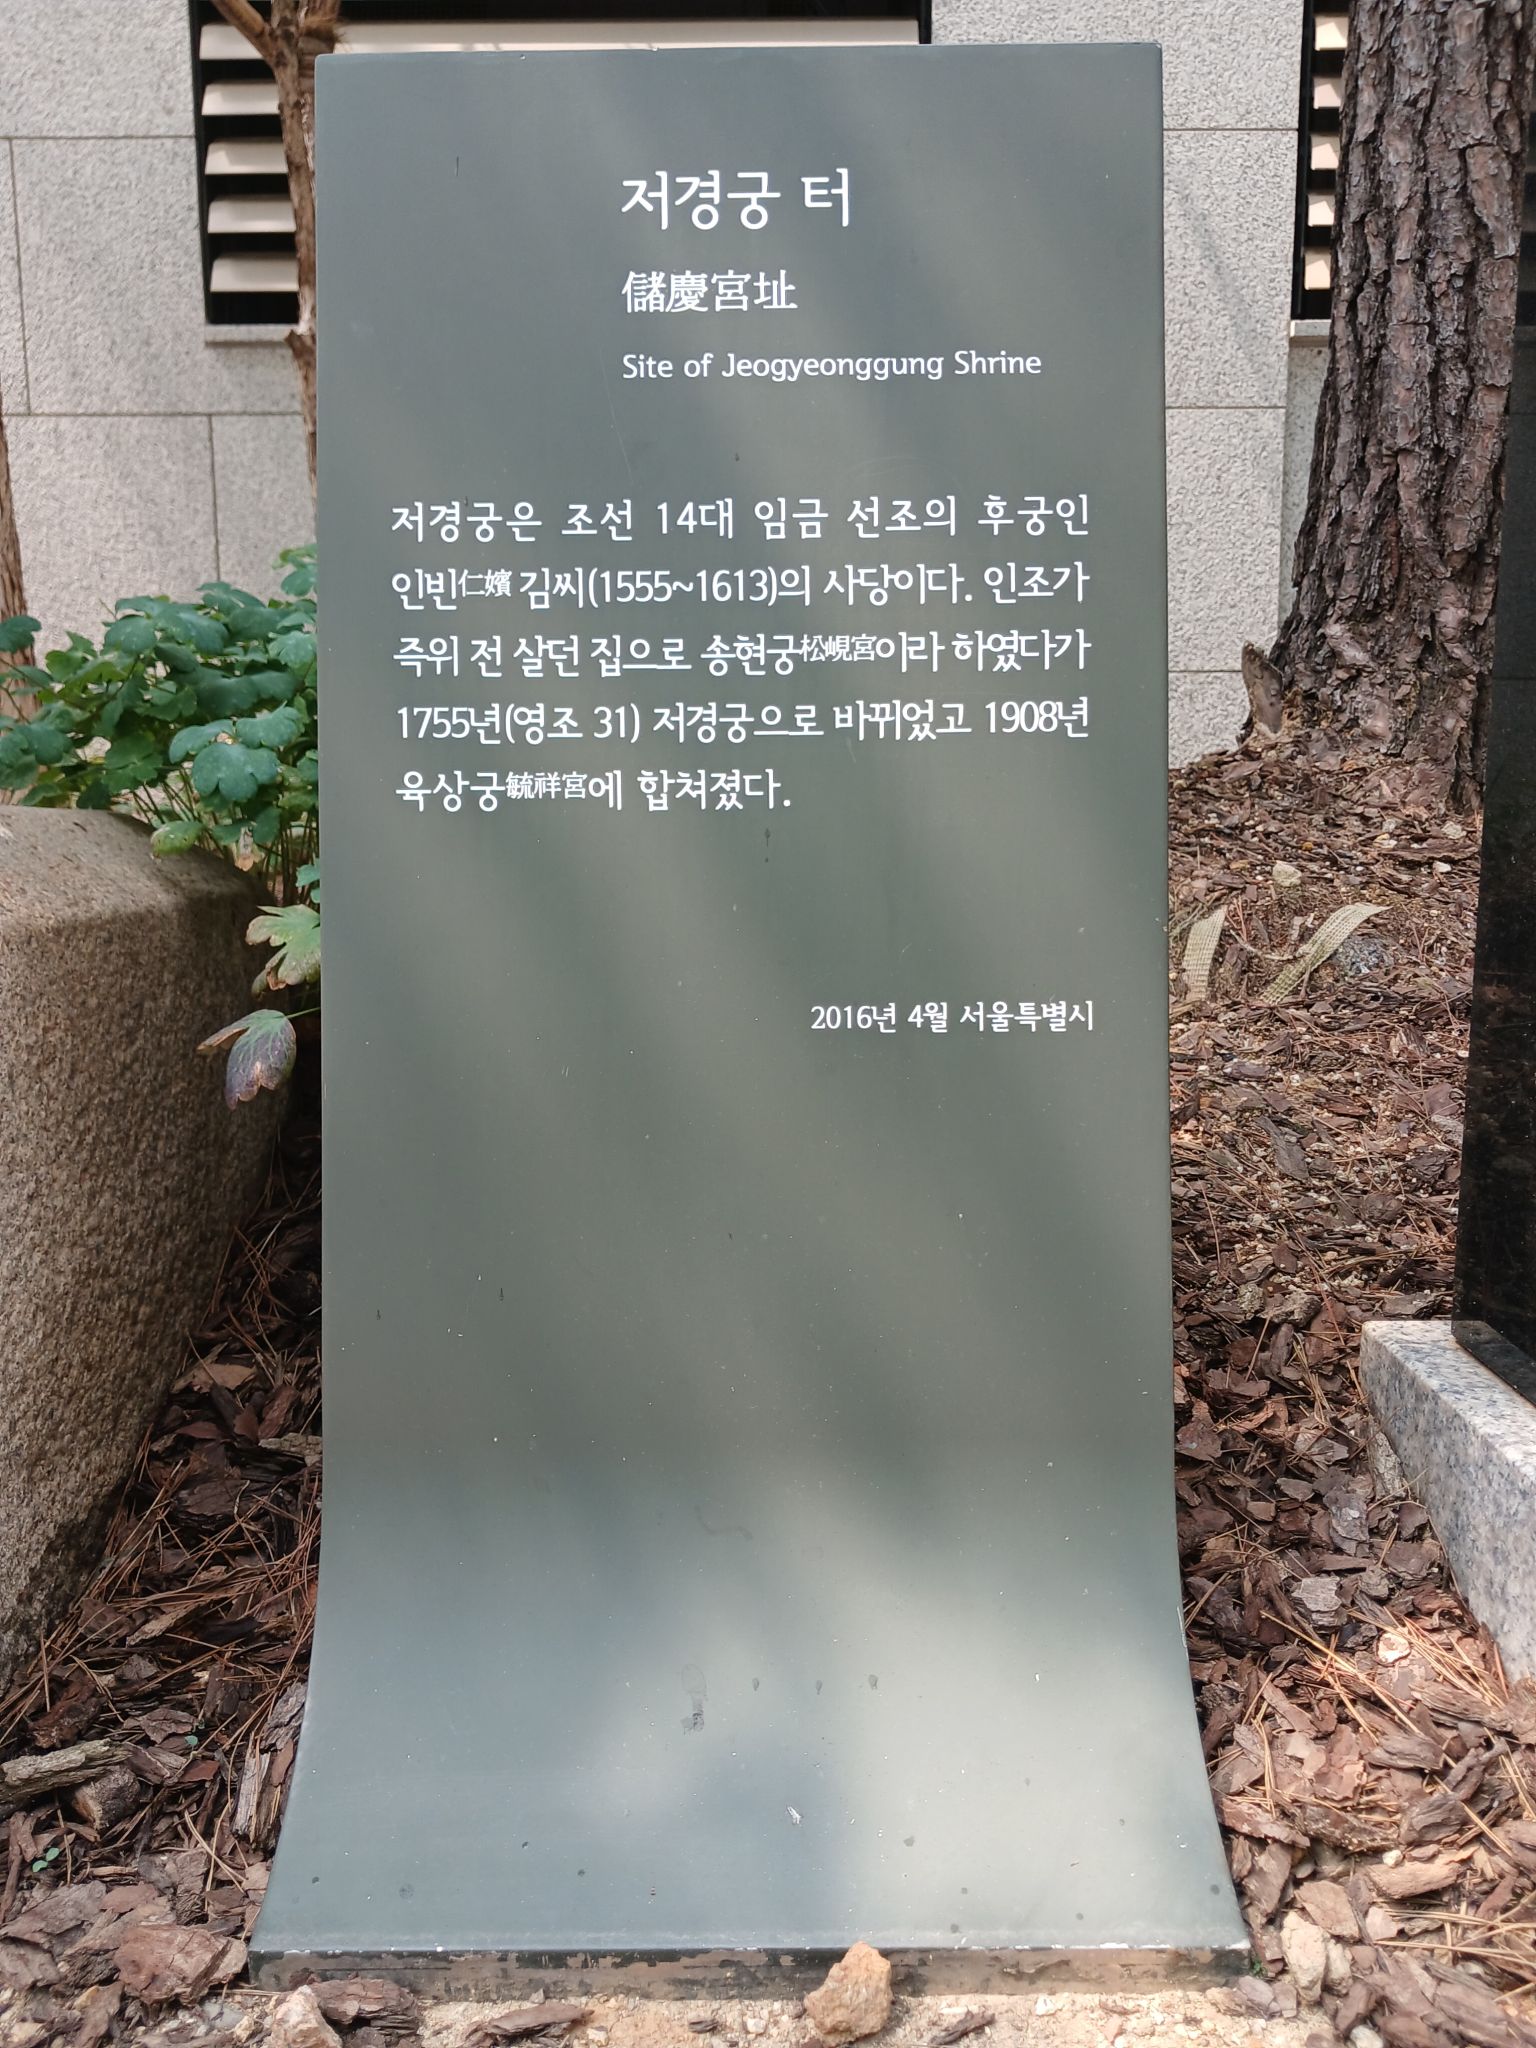 저경궁 터
儲慶宮址
Site of Jeogyeonggung Shrine
저경궁은 조선 14대 임금 선조의 후궁인
인빈仁嬪 김씨(1555~1613)의 사당이다. 인조가
즉위 전 살던 집으로 송현궁松峴宮이라 하였다가
1755년(영조 31) 저경궁으로 바뀌었고 1908년
육상궁毓祥宮에 합쳐졌다.
2016년 4월 서울특별시